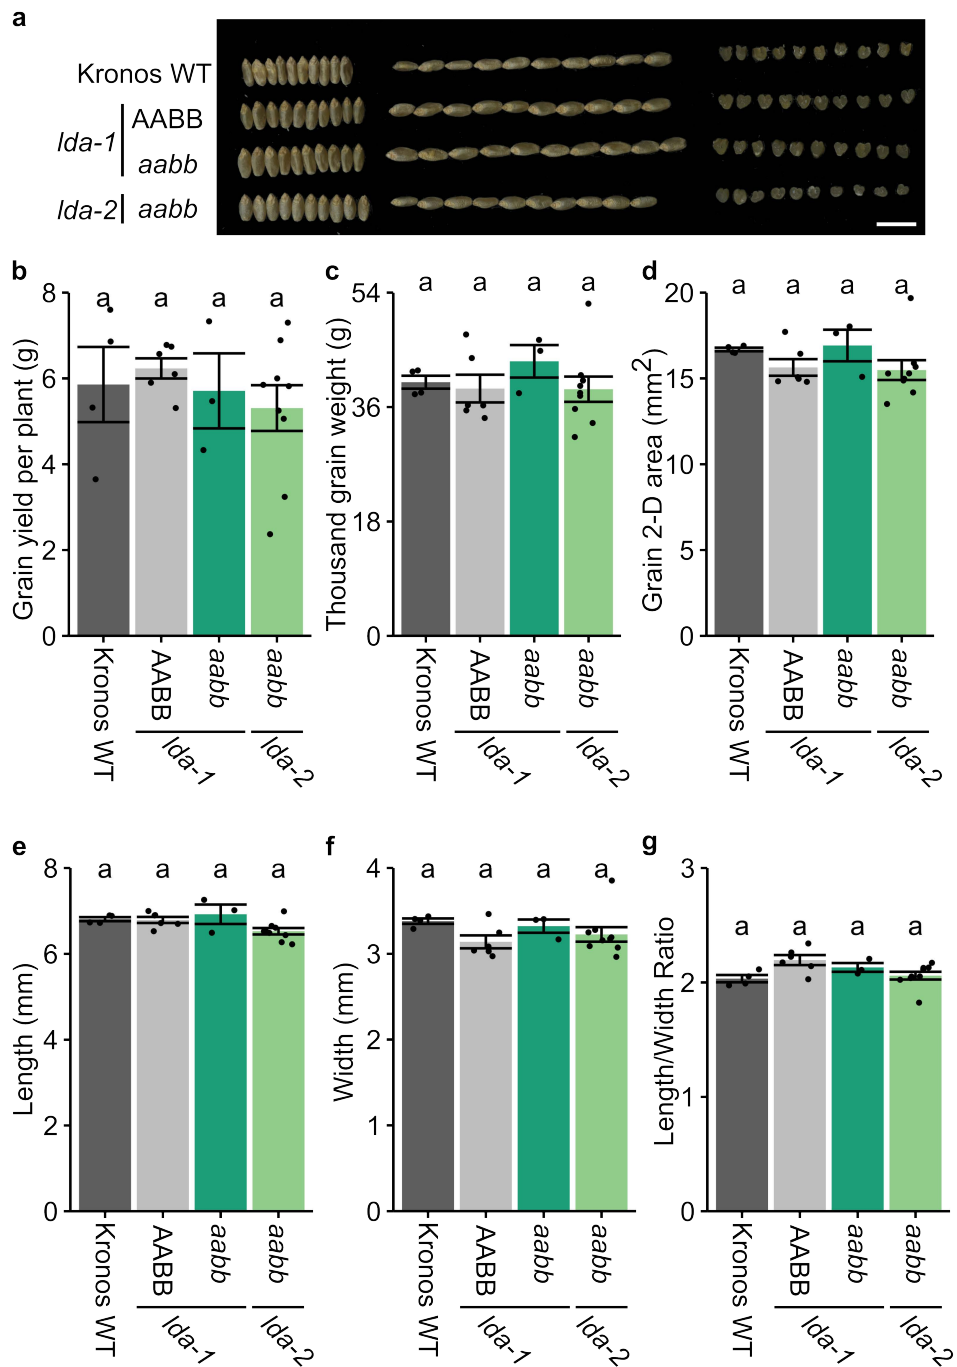 a
Kronos WT
lda-1
AABB
aabb
lda-2
aabb
b
Grain yield per plant (g)
8
6
4
2
0
a a a a
Kronos WT
AABB
aabb
aabb
lda-1
lda-2
c
Thousand grain weight (g)
54
36
18
0
a a a a
Kronos WT
AABB
aabb
aabb
lda-1
lda-2
d
Grain 2-D area (mm²)
20
15
10
5
0
a a a a
Kronos WT
AABB
aabb
aabb
lda-1
lda-2
e
Length (mm)
8
6
4
2
0
a a a a
Kronos WT
AABB
aabb
aabb
lda-1
lda-2
f
Width (mm)
4
3
2
1
0
a a a a
Kronos WT
AABB
aabb
aabb
lda-1
lda-2
g
Length/Width Ratio
3
2
1
0
a a a a
Kronos WT
AABB
aabb
aabb
lda-1
lda-2